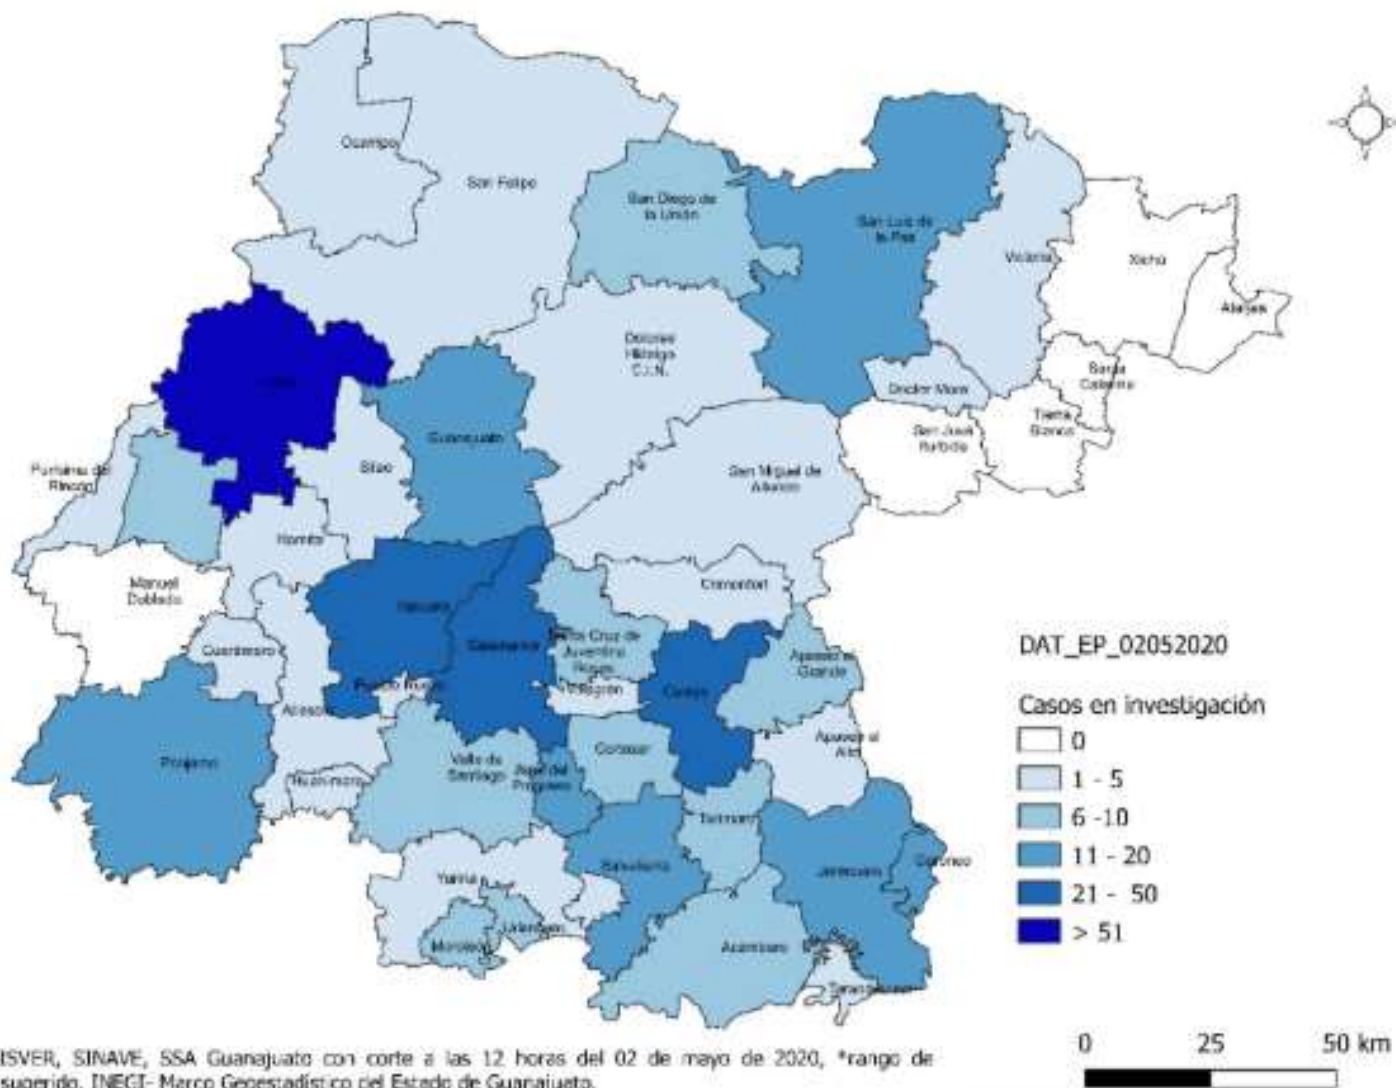 Ocampo
San Felipe
San Diego de
la Unión
San Luis de
la Paz
Victoria
Xichú
Atarjea
Dolores
Hidalgo
C.I.N.
Doctor Mora
Santa
Catarina
Tierra
Blanca
San José
Iturbide
Guanajuato
Silao
San Miguel de
Allende
Purísima del
Rincón
Romita
Manuel
Doblado
Comonfort
Irapuato
Salamanca
Santa Cruz de
Juventino
Rosas
Cuerámaro
Apaseo el
Grande
Pueblo Nuevo
Villagrán
Celaya
Abasolo
Apaseo el
Alto
Pénjamo
Cortazar
Valle de
Santiago
Jaral del
Progreso
Huanímaro
Tarimoro
Salvatierra
Jerécuaro
Coroneo
Yuriria
Uriangato
Moroleón
Acámbaro
Tarandacuao
DAT_EP_02052020
Casos en investigación
0
1 - 5
6 -10
11 - 20
21 - 50
> 51
0 25 50 km
ISVER, SINAVE, SSA Guanajuato con corte a las 12 horas del 02 de mayo de 2020, *rango de
sugerido. INEGI- Marco Geoestadístico del Estado de Guanajuato.